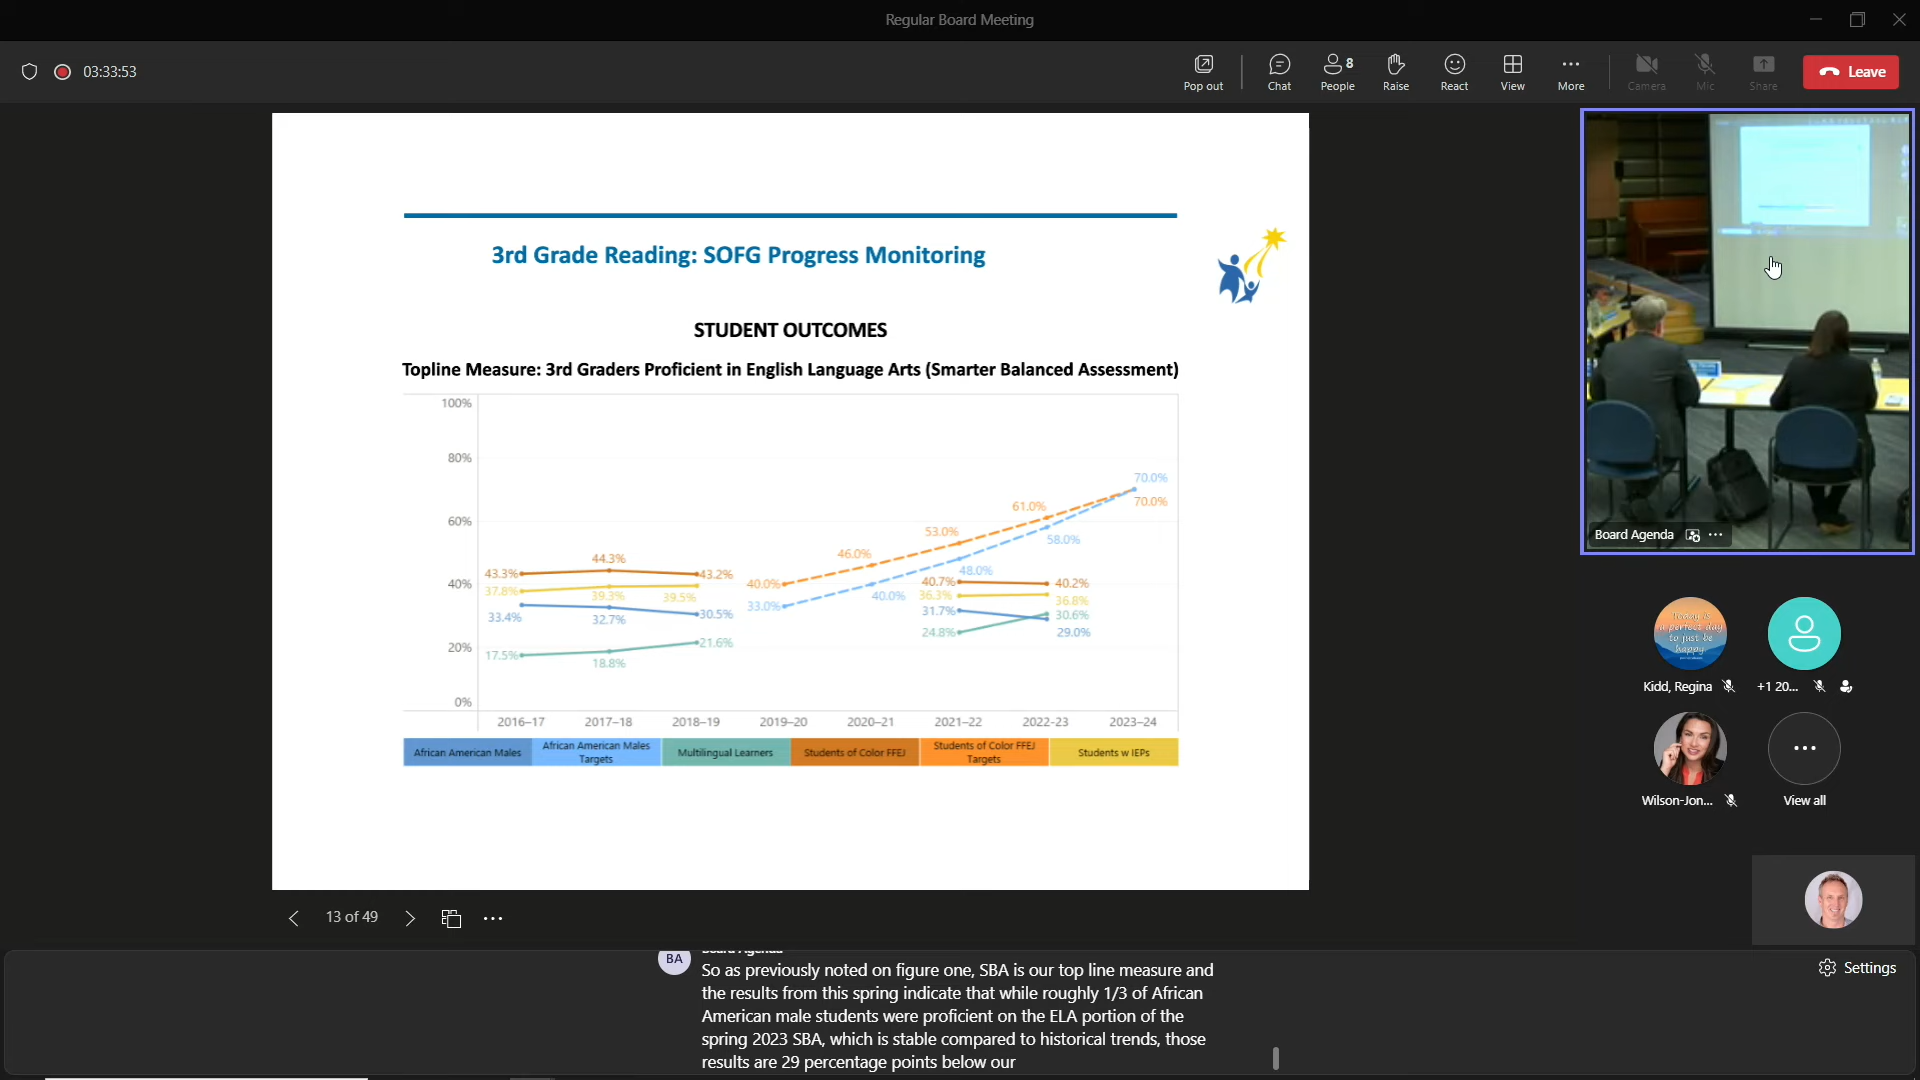 Regular Board Meeting
03:33:53
Pop out
Chat
8
People
Raise
React
View
More
Camera
Mic
Share
Leave
3rd Grade Reading: SOFG Progress Monitoring
STUDENT OUTCOMES
Topline Measure: 3rd Graders Proficient in English Language Arts (Smarter Balanced Assessment)
100%
80%
60%
40%
20%
0%
43.3% 44.3% 43.2%
37.8% 39.3% 39.5%
33.4% 32.7% 30.5%
17.5% 18.8% 21.6%
40.0% 46.0% 53.0% 61.0% 70.0%
33.0% 40.0% 48.0% 58.0% 70.0%
40.7% 40.2%
36.3% 36.8%
31.7% 29.0%
24.8% 30.6%
2016-17 2017-18 2018-19 2019-20 2020-21 2021-22 2022-23 2023-24
African American Males
African American Males
Targets
Multilingual Learners
Students of Color FFEJ
Students of Color FFEJ
Targets
Students w IEPs
13 of 49
Board Agenda
Today is
a perfect day
to just be
happy
Kidd, Regina
+1 20...
Wilson-Jon...
View all
BA
So as previously noted on figure one, SBA is our top line measure and
the results from this spring indicate that while roughly 1/3 of African
American male students were proficient on the ELA portion of the
spring 2023 SBA, which is stable compared to historical trends, those
results are 29 percentage points below our
Settings